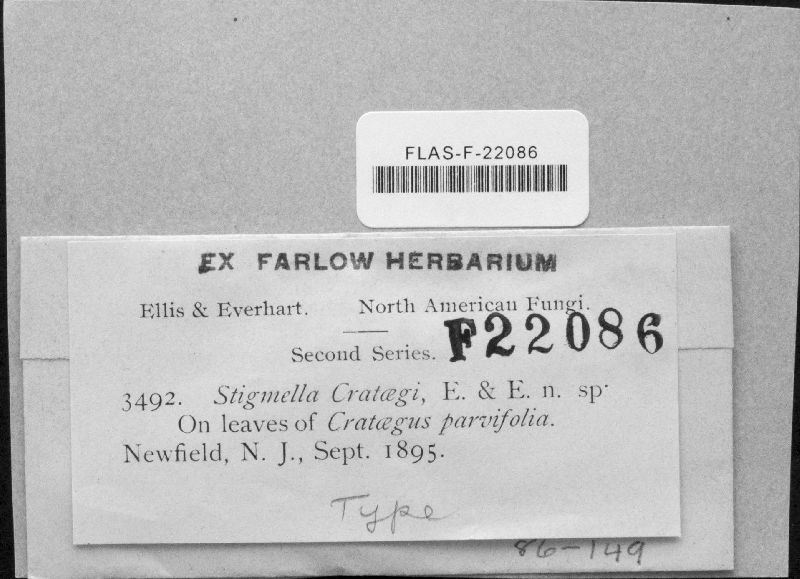 FLAS-F-22086
EX FARLOW HERBARIUM
Ellis & Everhart. North American Fungi.
Second Series. F22086
3492. Stigmella Cratægi, E. & E. n. sp.
On leaves of Cratægus parvifolia.
Newfield, N. J., Sept. 1895.
Type
86-149